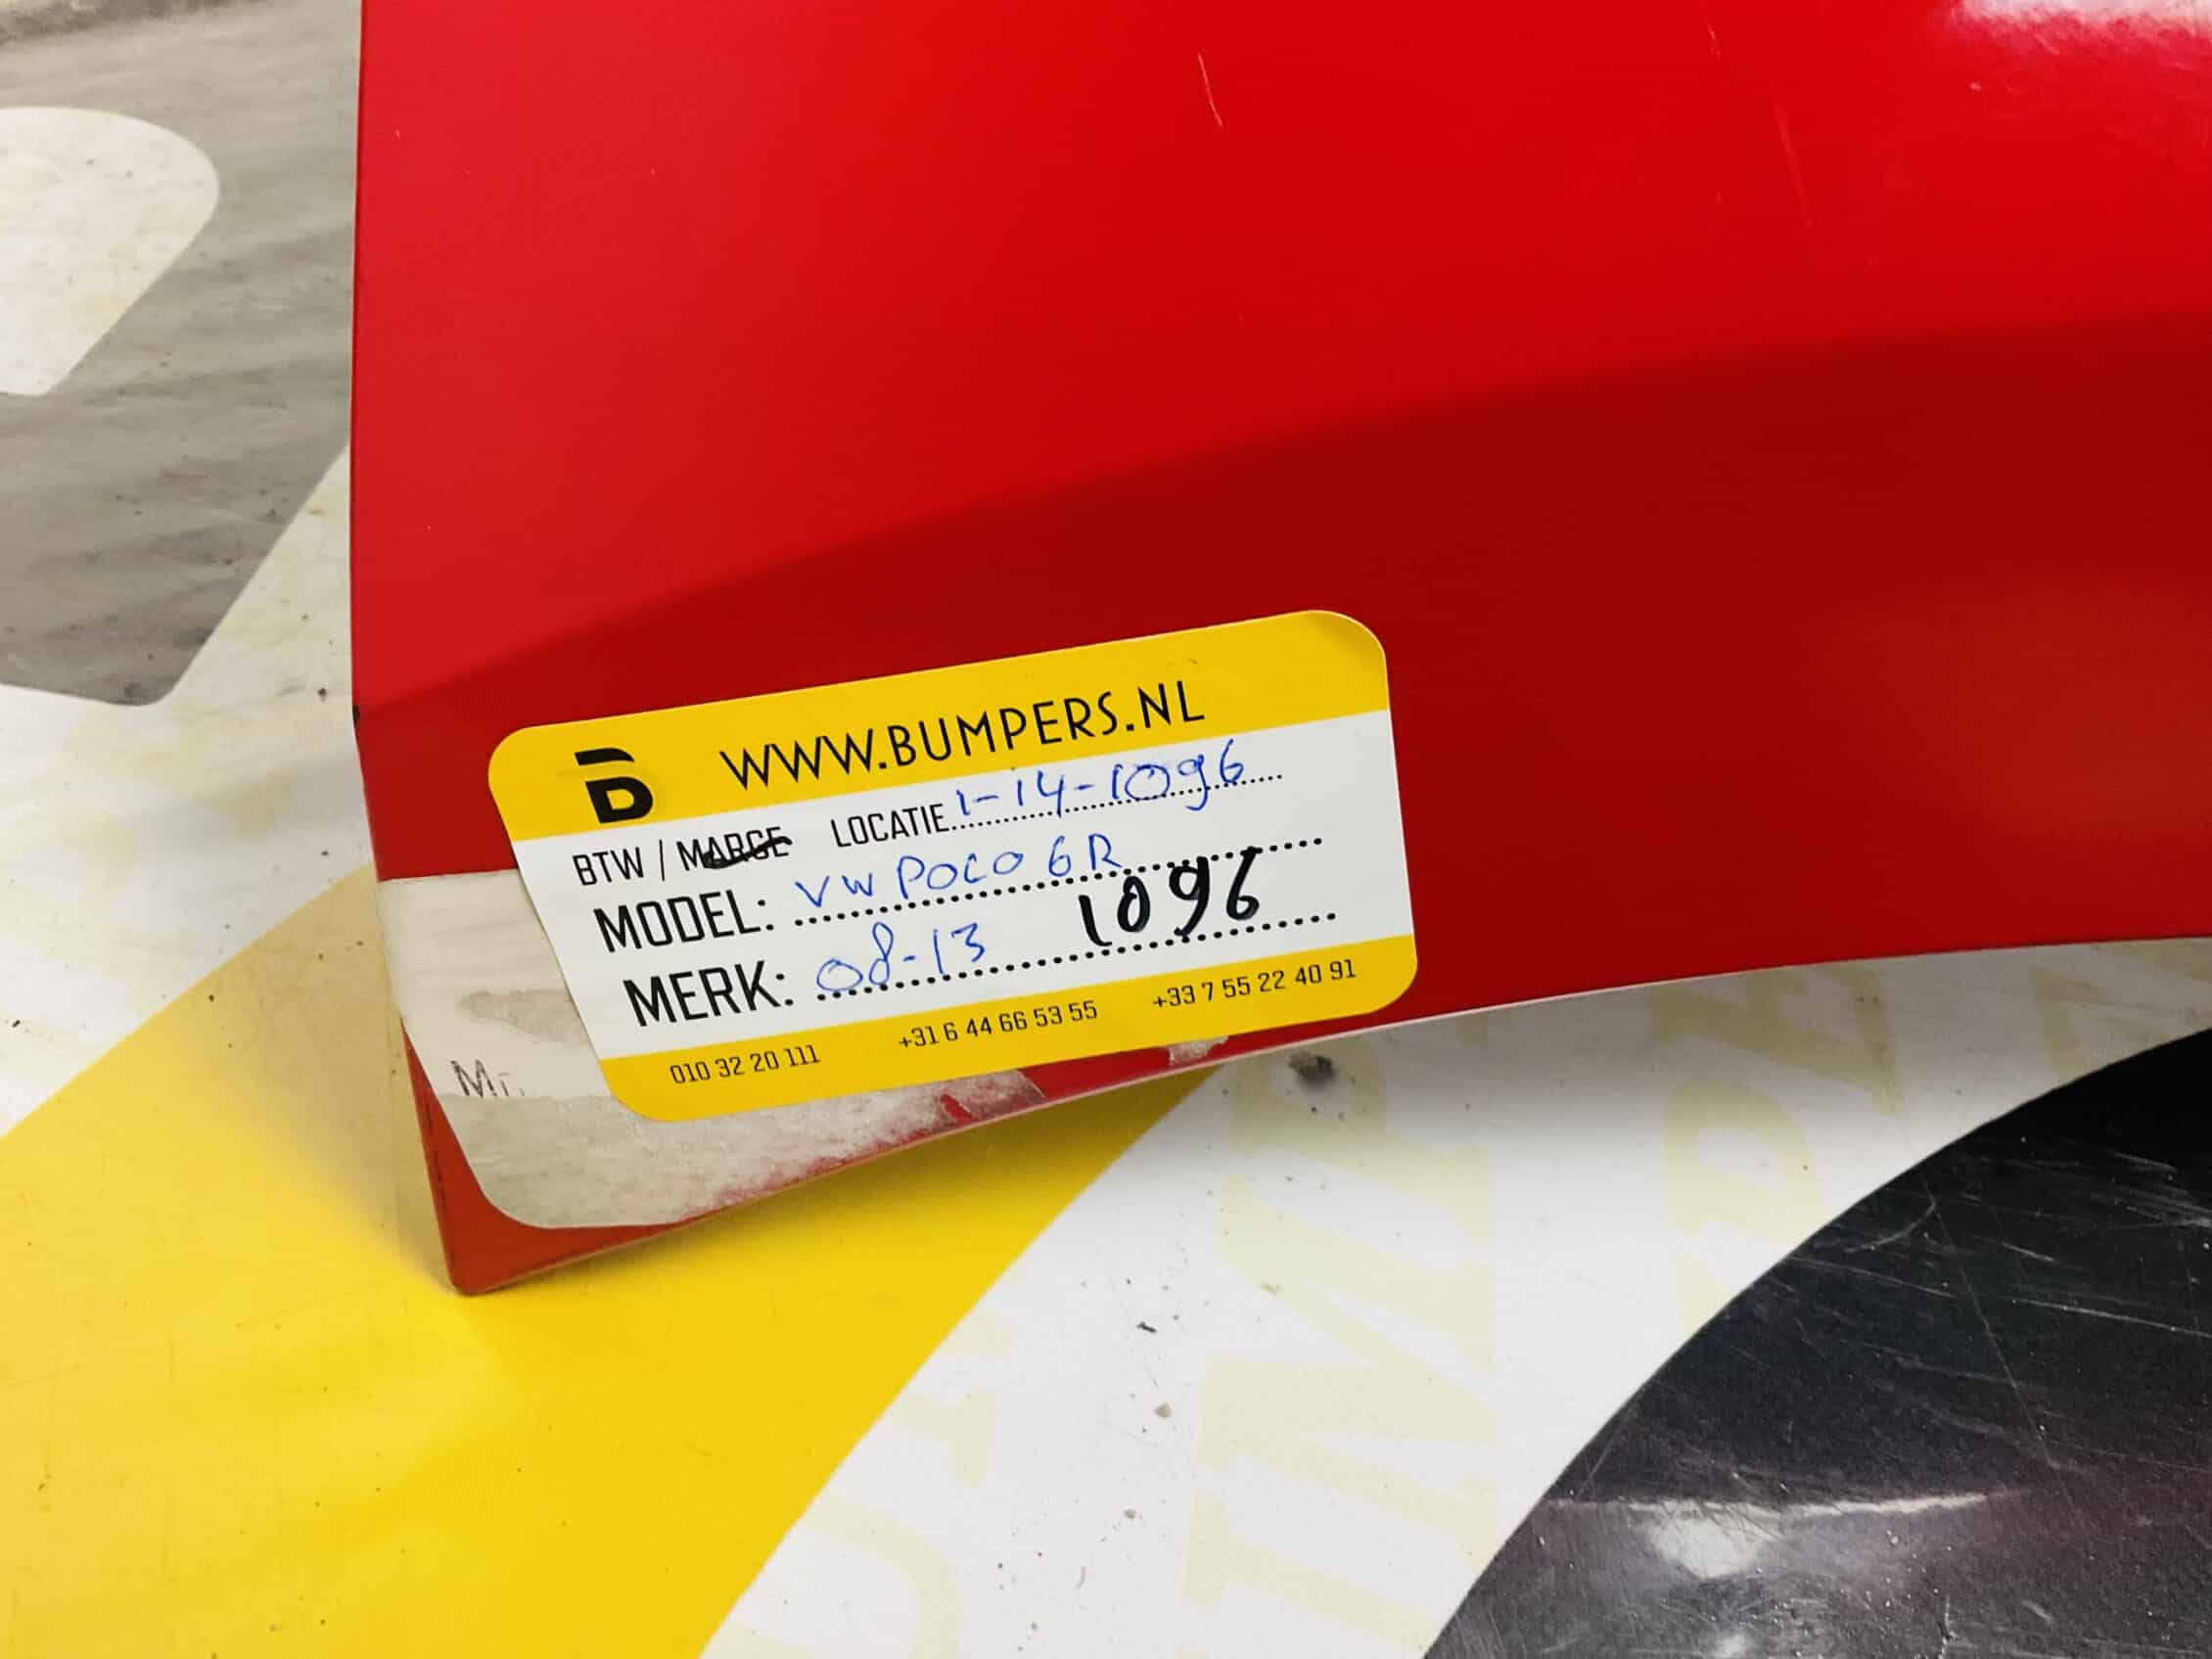 B WWW.BUMPERS.NL
BTW / MARGE LOCATIE 1-14-1096
MODEL: VW POLO 6R
MERK: 08-13 1096
010 32 20 111 +31 6 44 66 53 55 +33 7 55 22 40 91